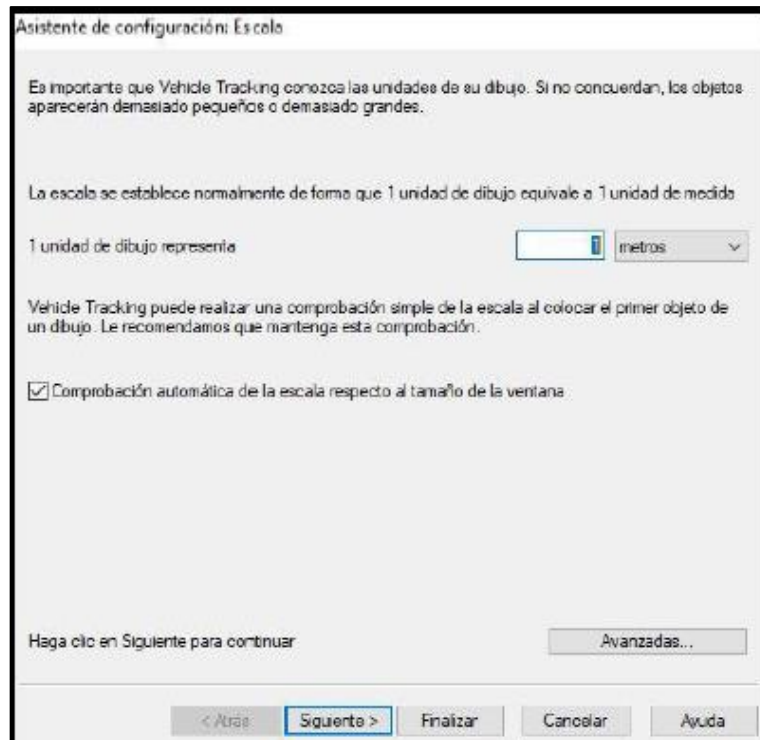 Asistente de configuración: Escala
Es importante que Vehicle Tracking conozca las unidades de su dibujo. Si no concuerdan, los objetos
aparecerán demasiado pequeños o demasiado grandes.
La escala se establece normalmente de forma que 1 unidad de dibujo equivale a 1 unidad de medida
1 unidad de dibujo representa 1 metros
Vehicle Tracking puede realizar una comprobación simple de la escala al colocar el primer objeto de
un dibujo. Le recomendamos que mantenga esta comprobación.
Comprobación automática de la escala respecto al tamaño de la ventana
Haga clic en Siguiente para continuar Avanzadas...
< Atrás Siguiente > Finalizar Cancelar Ayuda